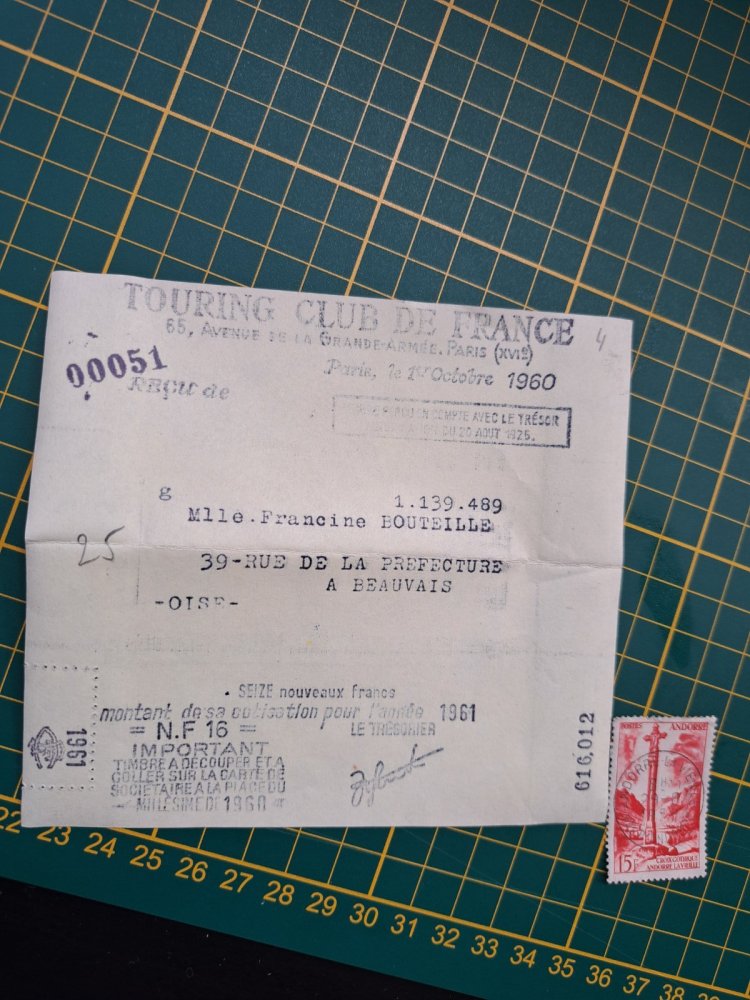 TOURING CLUB DE FRANCE
65, AVENUE DE LA GRANDE-ARMÉE. PARIS (XVIE)
4
00051
Paris, le 1er Octobre 1960
REÇU de
EN COMPTE AVEC LE TRÉSOR
DU 20 AOUT 1925.
g
1.139.489
Mlle.Francine BOUTEILLE
25
39-RUE DE LA PREFECTURE
A BEAUVAIS
-OISE-
. SEIZE nouveaux francs
montant de sa cotisation pour l'année 1961
= N.F 16 =
LE TRÉSORIER
IMPORTANT
TIMBRE A DÉCOUPER ET A
COLLER SUR LA CARTE DE
SOCIÉTAIRE A LA PLACE DU
MILLÉSIME DE 1960
1961
616,012
POSTES ANDORRE
15F
CROIX GOTHIQUE
ANDORRE LA VIEILLE